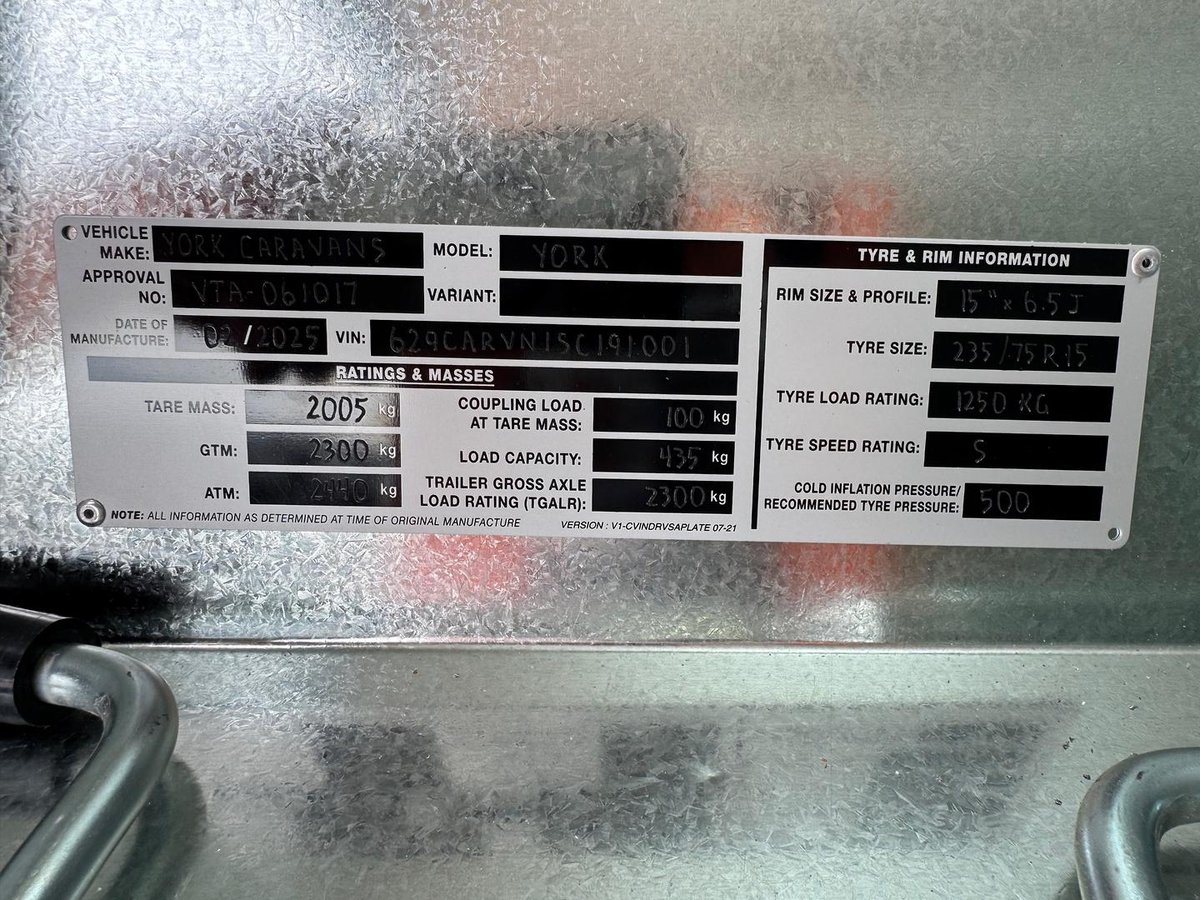 VEHICLE MAKE: YORK CARAVANS
MODEL: YORK
APPROVAL NO: VTA-061017
VARIANT:
DATE OF MANUFACTURE: 02/2025
VIN: 629CARVN1SC191001
RATINGS & MASSES
TARE MASS: 2005 kg
COUPLING LOAD AT TARE MASS: 100 kg
GTM: 2300 kg
LOAD CAPACITY: 435 kg
ATM: 2440 kg
TRAILER GROSS AXLE LOAD RATING (TGALR): 2300 kg
NOTE: ALL INFORMATION AS DETERMINED AT TIME OF ORIGINAL MANUFACTURE
VERSION : V1-CVINDRVSAPLATE 07-21
TYRE & RIM INFORMATION
RIM SIZE & PROFILE: 15" x 6.5 J
TYRE SIZE: 235/75R15
TYRE LOAD RATING: 1250 KG
TYRE SPEED RATING: S
COLD INFLATION PRESSURE/
RECOMMENDED TYRE PRESSURE: 500